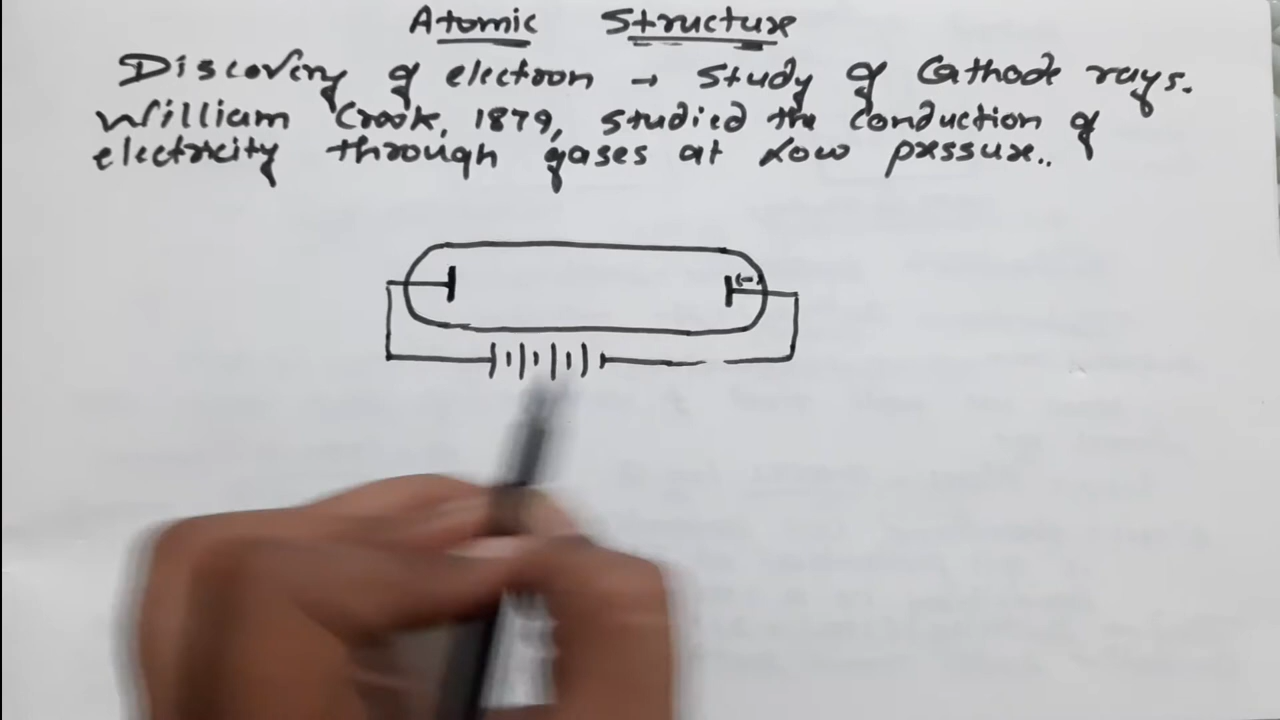 Atomic Structure
Discovery of electron → Study of Cathode rays.
William Crook, 1879, studied the conduction of
electricity through gases at Low pressure..
(-)